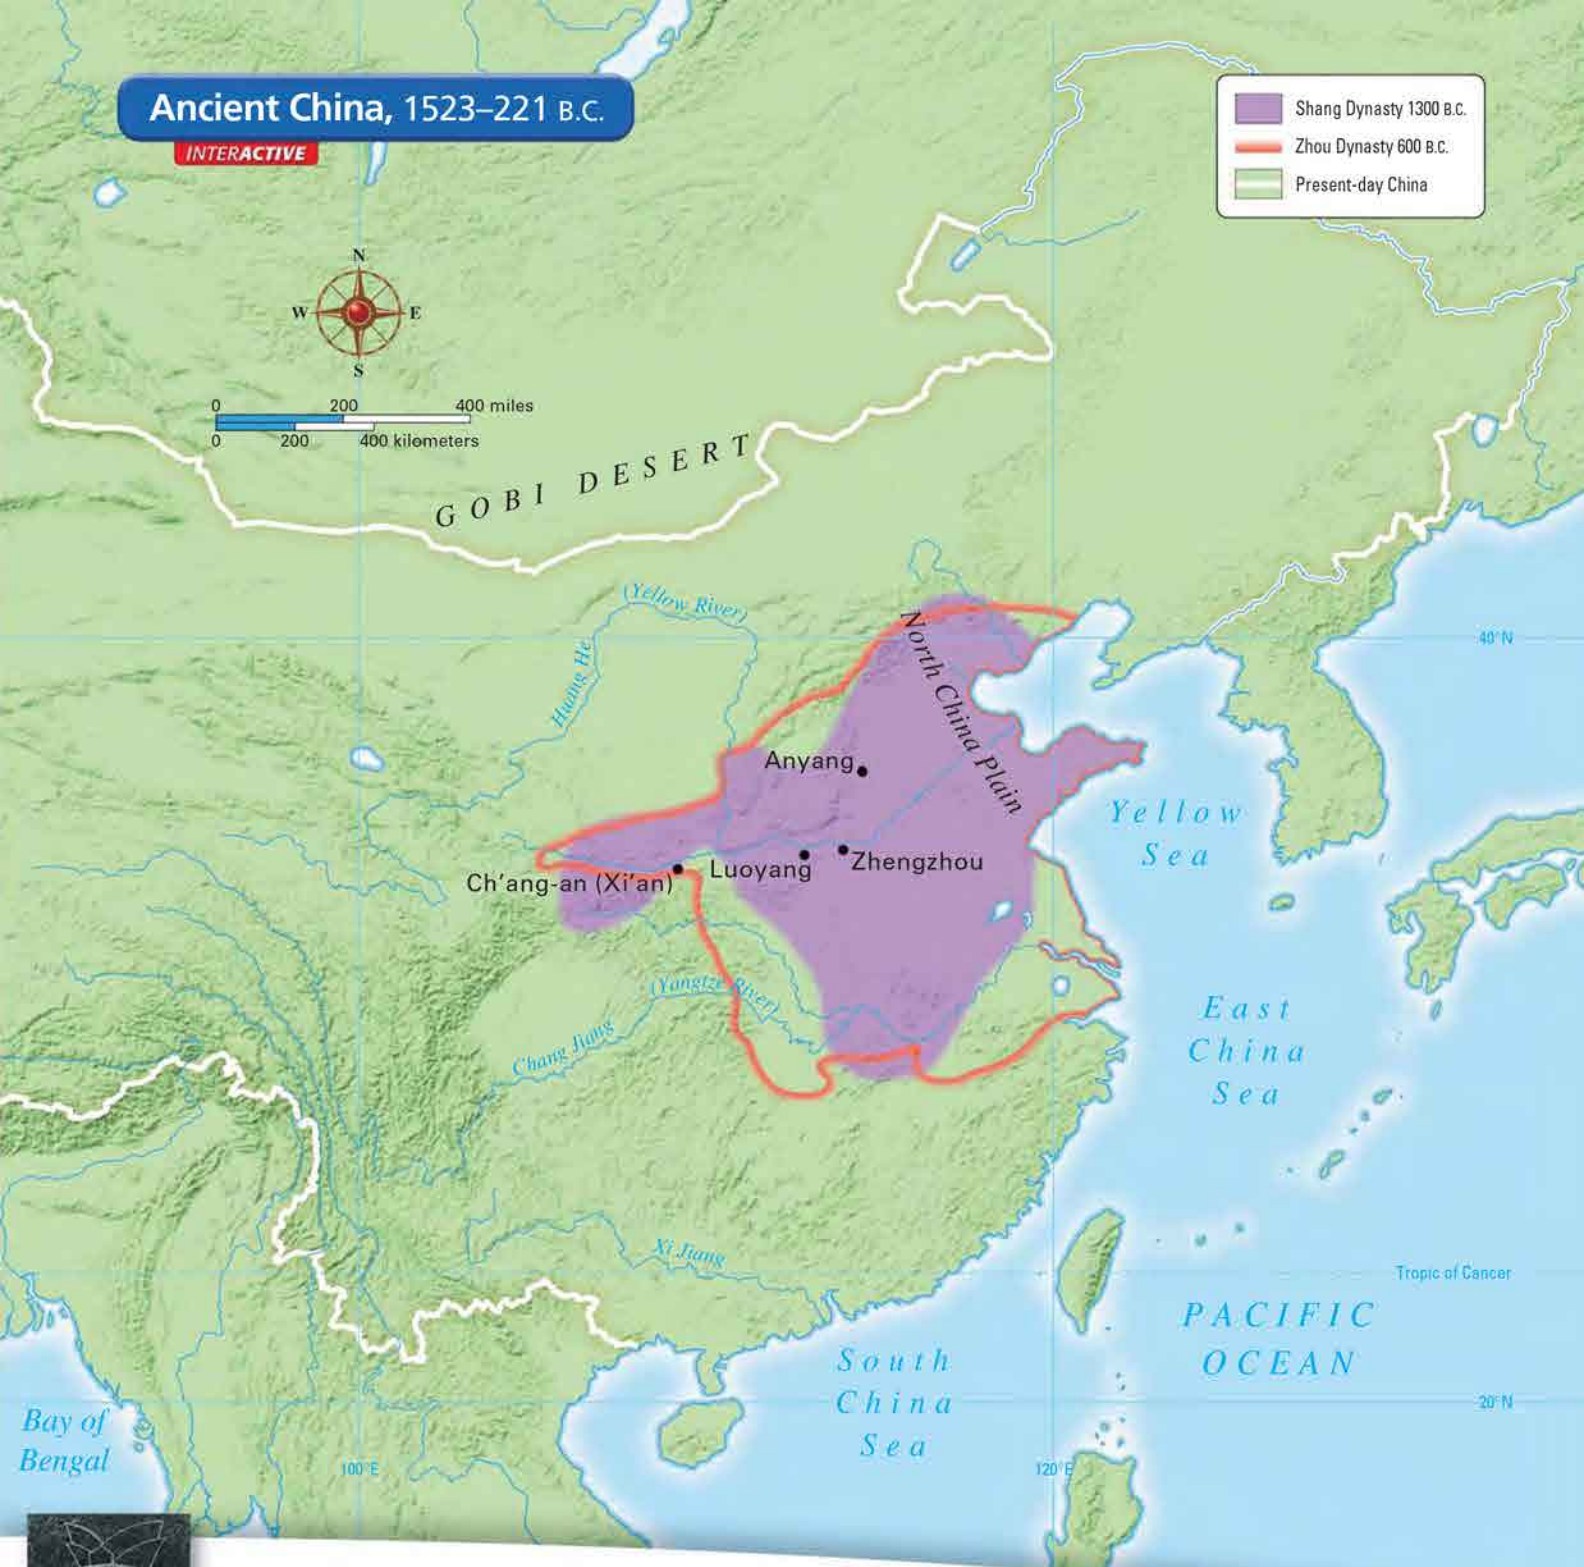 Ancient China, 1523–221 B.C.
INTERACTIVE
Shang Dynasty 1300 B.C.
Zhou Dynasty 600 B.C.
Present-day China
N
W
E
S
0 200 400 miles
0 200 400 kilometers
GOBI DESERT
(Yellow River)
Huang He
North China Plain
40°N
Anyang
Yellow
Sea
Luoyang
Zhengzhou
Ch'ang-an (Xi'an)
(Yangtze River)
Chang Jiang
East
China
Sea
Xi Jiang
Tropic of Cancer
PACIFIC
OCEAN
South
China
Sea
20°N
Bay of
Bengal
100°E
120°E